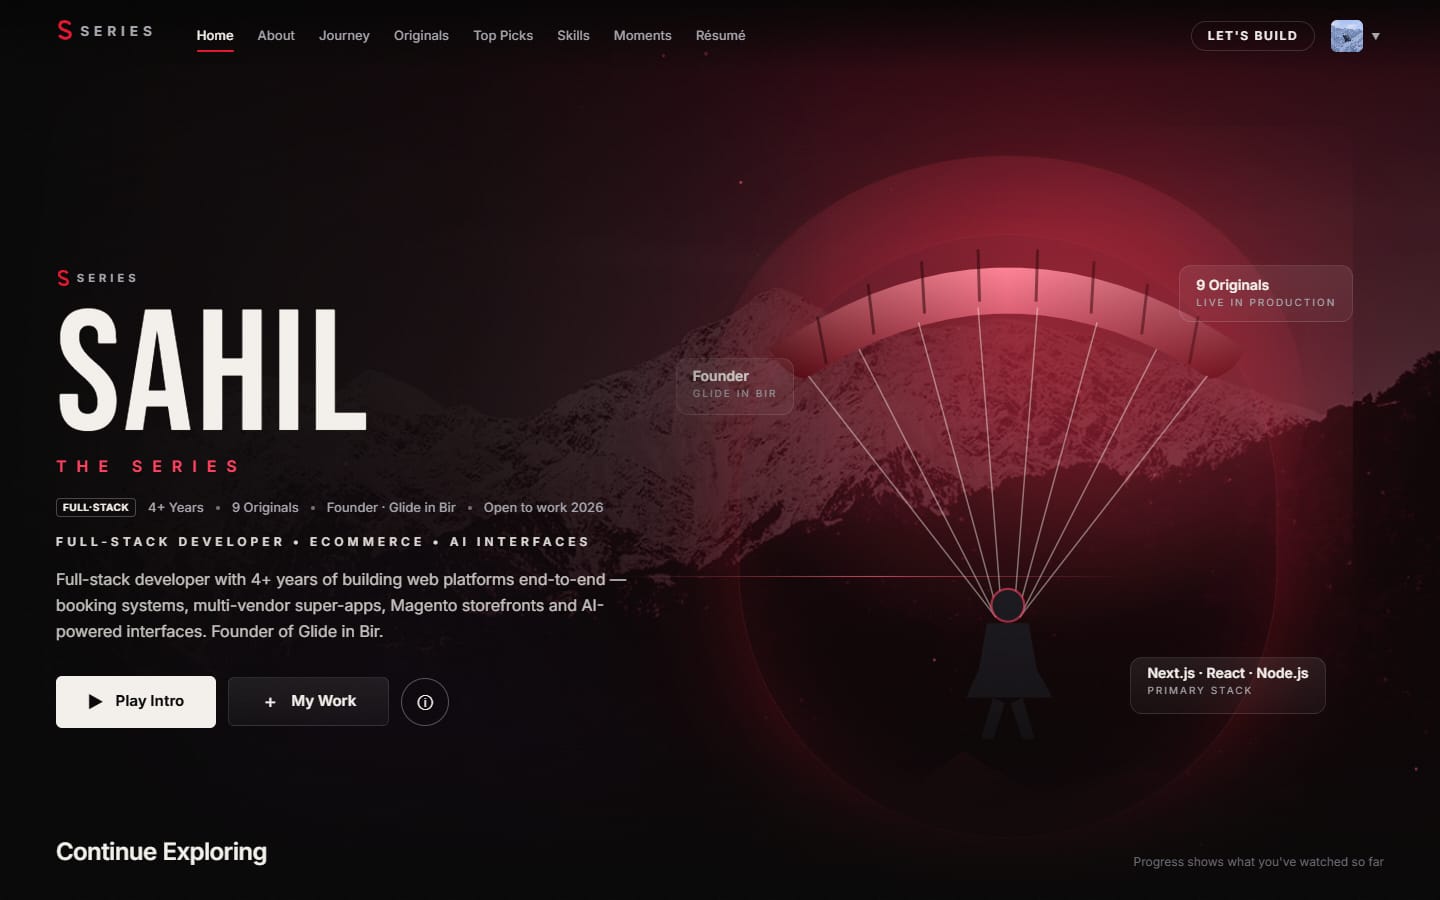 S SERIES
Home About Journey Originals Top Picks Skills Moments Résumé
LET'S BUILD
S SERIES
SAHIL
THE SERIES
FULL-STACK 4+ Years • 9 Originals • Founder · Glide in Bir • Open to work 2026
FULL-STACK DEVELOPER • ECOMMERCE • AI INTERFACES
Full-stack developer with 4+ years of building web platforms end-to-end —
booking systems, multi-vendor super-apps, Magento storefronts and AI-
powered interfaces. Founder of Glide in Bir.
Play Intro
+ My Work
Founder
GLIDE IN BIR
9 Originals
LIVE IN PRODUCTION
Next.js · React · Node.js
PRIMARY STACK
Continue Exploring
Progress shows what you've watched so far